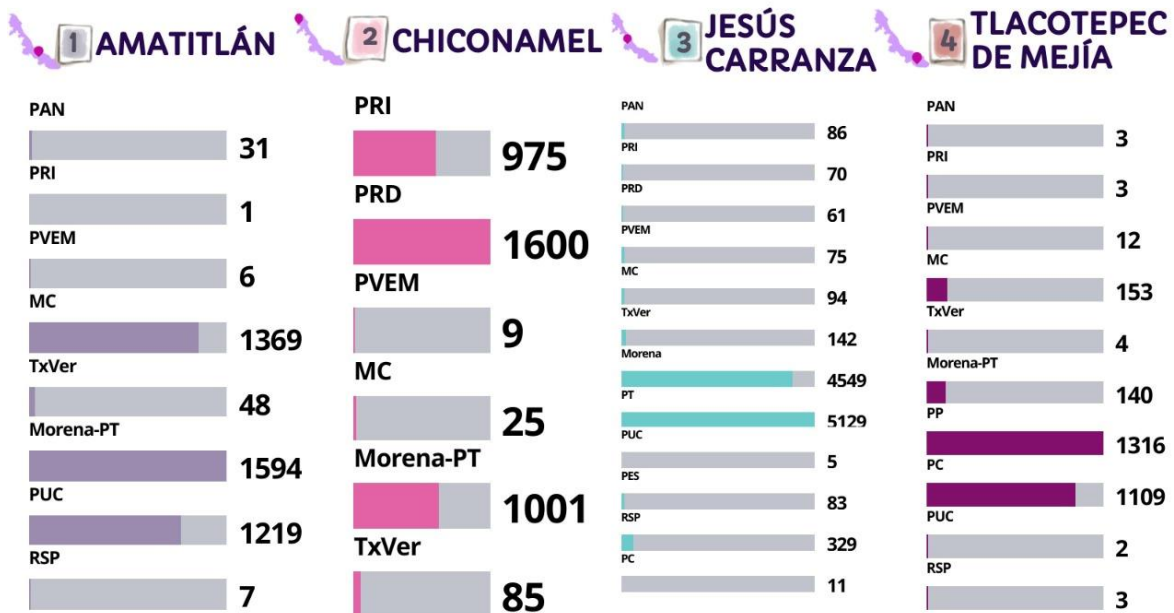 1 AMATITLÁN
PAN
31
PRI
1
PVEM
6
MC
1369
TxVer
48
Morena-PT
1594
PUC
1219
RSP
7
2 CHICONAMEL
PRI
975
PRD
1600
PVEM
9
MC
25
Morena-PT
1001
TxVer
85
3 JESÚS
CARRANZA
PAN
86
PRI
70
PRD
61
PVEM
75
MC
94
TxVer
142
Morena
4549
PT
5129
PUC
5
PES
83
RSP
329
PC
11
4 TLACOTEPEC
DE MEJÍA
PAN
3
PRI
3
PVEM
12
MC
153
TxVer
4
Morena-PT
140
PP
1316
PC
1109
PUC
2
RSP
3